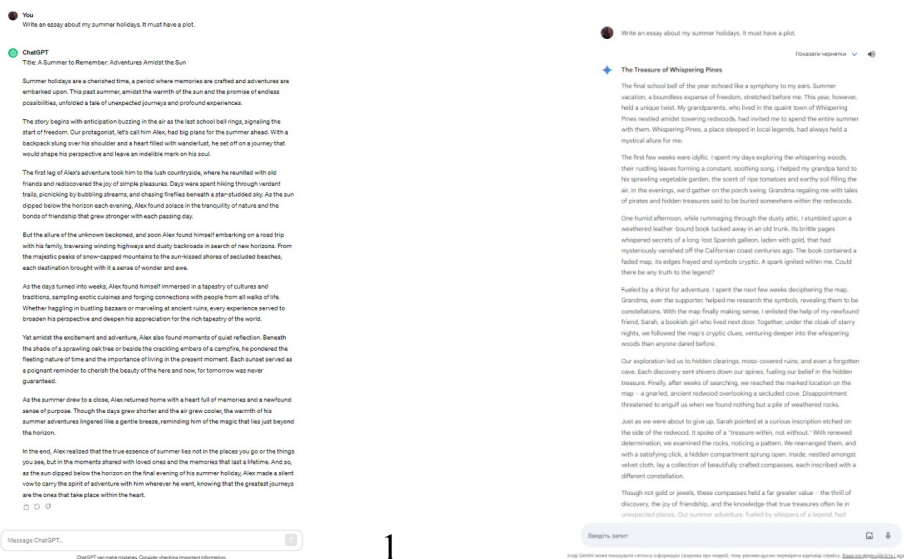 You
Write an essay about my summer holidays. It must have a plot.
ChatGPT
Title: A Summer to Remember: Adventures Amidst the Sun
Summer holidays are a cherished time, a period where memories are crafted and adventures are
embarked upon. This past summer, amidst the warmth of the sun and the promise of endless
possibilities, unfolded a tale of unexpected journeys and profound experiences.
The story begins with anticipation buzzing in the air as the last school bell rings, signaling the
start of freedom. Our protagonist, let's call him Alex, had big plans for the summer ahead. With a
backpack slung over his shoulder and a heart filled with wanderlust, he set off on a journey that
would shape his perspective and leave an indelible mark on his soul.
The first leg of Alex's adventure took him to the lush countryside, where he reunited with old
friends and rediscovered the joy of simple pleasures. Days were spent hiking through verdant
trails, picnicking by bubbling streams, and chasing fireflies beneath a star-studded sky. As the sun
dipped below the horizon each evening, Alex found solace in the tranquility of nature and the
bonds of friendship that grew stronger with each passing day.
But the allure of the unknown beckoned, and soon Alex found himself embarking on a road trip
with his family, traversing winding highways and dusty backroads in search of new horizons. From
the majestic peaks of snow-capped mountains to the sun-kissed shores of secluded beaches,
each destination brought with it a sense of wonder and awe.
As the days turned into weeks, Alex found himself immersed in a tapestry of cultures and
traditions, sampling exotic cuisines and forging connections with people from all walks of life.
Whether haggling in bustling bazaars or marveling at ancient ruins, every experience served to
broaden his perspective and deepen his appreciation for the rich tapestry of the world.
Yet amidst the excitement and adventure, Alex also found moments of quiet reflection. Beneath
the shade of a sprawling oak tree or beside the crackling embers of a campfire, he pondered the
fleeting nature of time and the importance of living in the present moment. Each sunset served as
a poignant reminder to cherish the beauty of the here and now, for tomorrow was never
guaranteed.
As the summer drew to a close, Alex returned home with a heart full of memories and a newfound
sense of purpose. Though the days grew shorter and the air grew cooler, the warmth of his
summer adventures lingered like a gentle breeze, reminding him of the magic that lies just beyond
the horizon.
In the end, Alex realized that the true essence of summer lies not in the places you go or the things
you see, but in the moments shared with loved ones and the memories that last a lifetime. And so,
as the sun dipped below the horizon on the final evening of his summer holiday, Alex made a silent
vow to carry the spirit of adventure with him wherever he went, knowing that the greatest journeys
are the ones that take place within the heart.
Message ChatGPT...
ChatGPT can make mistakes. Consider checking important information.
1
Write an essay about my summer holidays. It must have a plot.
Показати чернетки
The Treasure of Whispering Pines
The final school bell of the year echoed like a symphony to my ears. Summer
vacation, a boundless expanse of freedom, stretched before me. This year, however,
held a unique twist. My grandparents, who lived in the quaint town of Whispering
Pines nestled amidst towering redwoods, had invited me to spend the entire summer
with them. Whispering Pines, a place steeped in local legends, had always held a
mystical allure for me.
The first few weeks were idyllic. I spent my days exploring the whispering woods,
their rustling leaves forming a constant, soothing song. I helped my grandpa tend to
his sprawling vegetable garden, the scent of ripe tomatoes and earthy soil filling the
air. In the evenings, we'd gather on the porch swing, Grandma regaling me with tales
of pirates and hidden treasures said to be buried somewhere within the redwoods.
One humid afternoon, while rummaging through the dusty attic, I stumbled upon a
weathered leather-bound book tucked away in an old trunk. Its brittle pages
whispered secrets of a long-lost Spanish galleon, laden with gold, that had
mysteriously vanished off the Californian coast centuries ago. The book contained a
faded map, its edges frayed and symbols cryptic. A spark ignited within me. Could
there be any truth to the legend?
Fueled by a thirst for adventure, I spent the next few weeks deciphering the map.
Grandma, ever the supporter, helped me research the symbols, revealing them to be
constellations. With the map finally making sense, I enlisted the help of my newfound
friend, Sarah, a bookish girl who lived next door. Together, under the cloak of starry
nights, we followed the map's cryptic clues, venturing deeper into the whispering
woods than anyone dared before.
Our exploration led us to hidden clearings, moss-covered ruins, and even a forgotten
cave. Each discovery sent shivers down our spines, fueling our belief in the hidden
treasure. Finally, after weeks of searching, we reached the marked location on the
map – a gnarled, ancient redwood overlooking a secluded cove. Disappointment
threatened to engulf us when we found nothing but a pile of weathered rocks.
Just as we were about to give up, Sarah pointed at a curious inscription etched on
the side of the redwood. It spoke of a "treasure within, not without." With renewed
determination, we examined the rocks, noticing a pattern. We rearranged them, and
with a satisfying click, a hidden compartment sprung open. Inside, nestled amongst
velvet cloth, lay a collection of beautifully crafted compasses, each inscribed with a
different constellation.
Though not gold or jewels, these compasses held a far greater value – the thrill of
discovery, the joy of friendship, and the knowledge that true treasures often lie in
unexpected places. Our summer adventure, fueled by whispers of a legend, had
Введіть запит